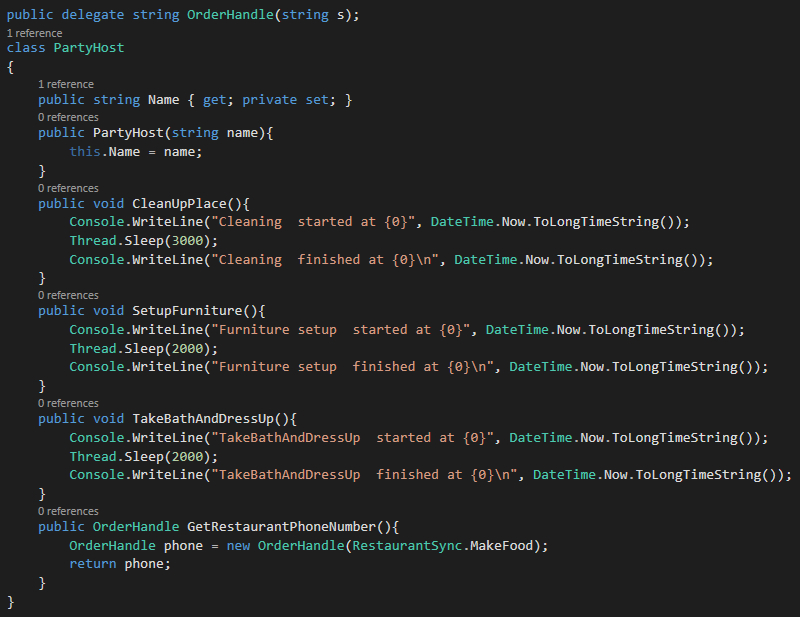 public delegate string OrderHandle(string s);
1 reference
class PartyHost
{
1 reference
public string Name { get; private set; }
0 references
public PartyHost(string name){
this.Name = name;
}
0 references
public void CleanUpPlace(){
Console.WriteLine("Cleaning  started at {0}", DateTime.Now.ToLongTimeString());
Thread.Sleep(3000);
Console.WriteLine("Cleaning  finished at {0}\n", DateTime.Now.ToLongTimeString());
}
0 references
public void SetupFurniture(){
Console.WriteLine("Furniture setup  started at {0}", DateTime.Now.ToLongTimeString());
Thread.Sleep(2000);
Console.WriteLine("Furniture setup  finished at {0}\n", DateTime.Now.ToLongTimeString());
}
0 references
public void TakeBathAndDressUp(){
Console.WriteLine("TakeBathAndDressUp  started at {0}", DateTime.Now.ToLongTimeString());
Thread.Sleep(2000);
Console.WriteLine("TakeBathAndDressUp  finished at {0}\n", DateTime.Now.ToLongTimeString());
}
0 references
public OrderHandle GetRestaurantPhoneNumber(){
OrderHandle phone = new OrderHandle(RestaurantSync.MakeFood);
return phone;
}
}